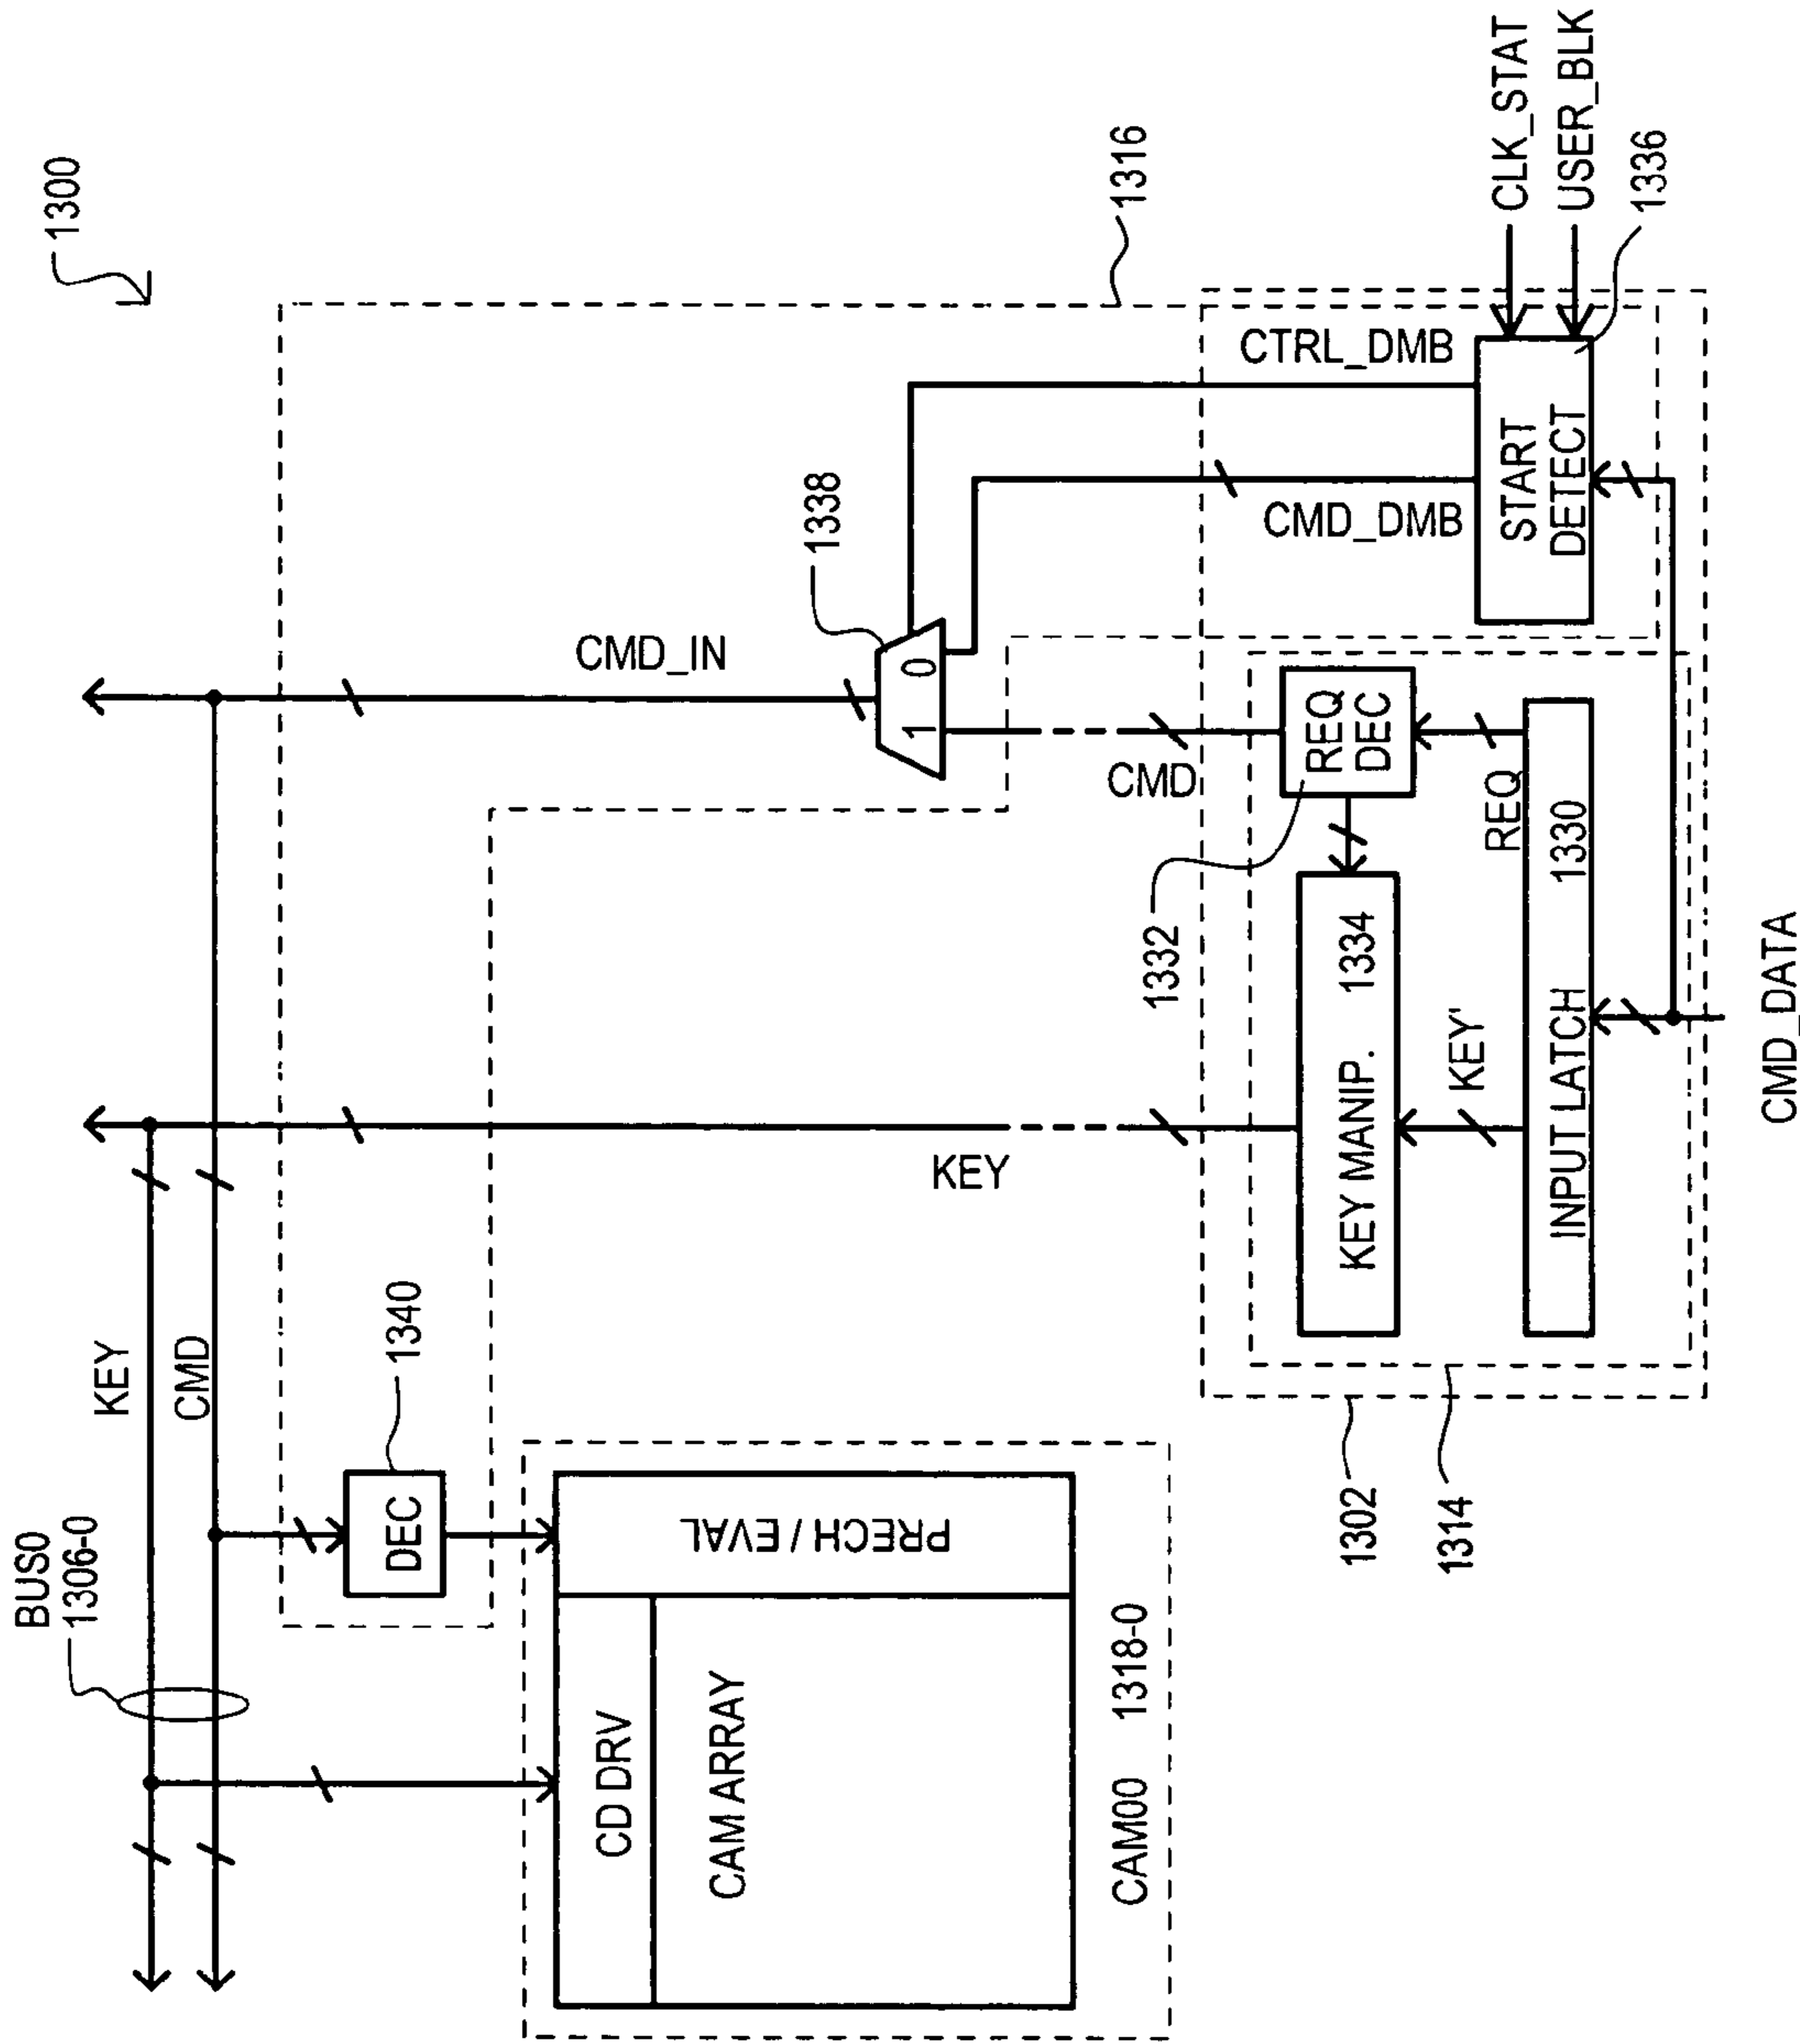 1300
BUS0
1306-0
KEY
CMD
1340
DEC
CD DRV
CAM ARRAY
PRECH / EVAL
CAM00 1318-0
CMD_IN
1338
1 0
1316
KEY
CMD
CMD_DMB
CTRL_DMB
1332
REQ
DEC
KEY MANIP. 1334
KEY'
REQ
INPUT LATCH 1330
START
DETECT
CLK_STAT
USER_BLK
1336
1302
1314
CMD_DATA